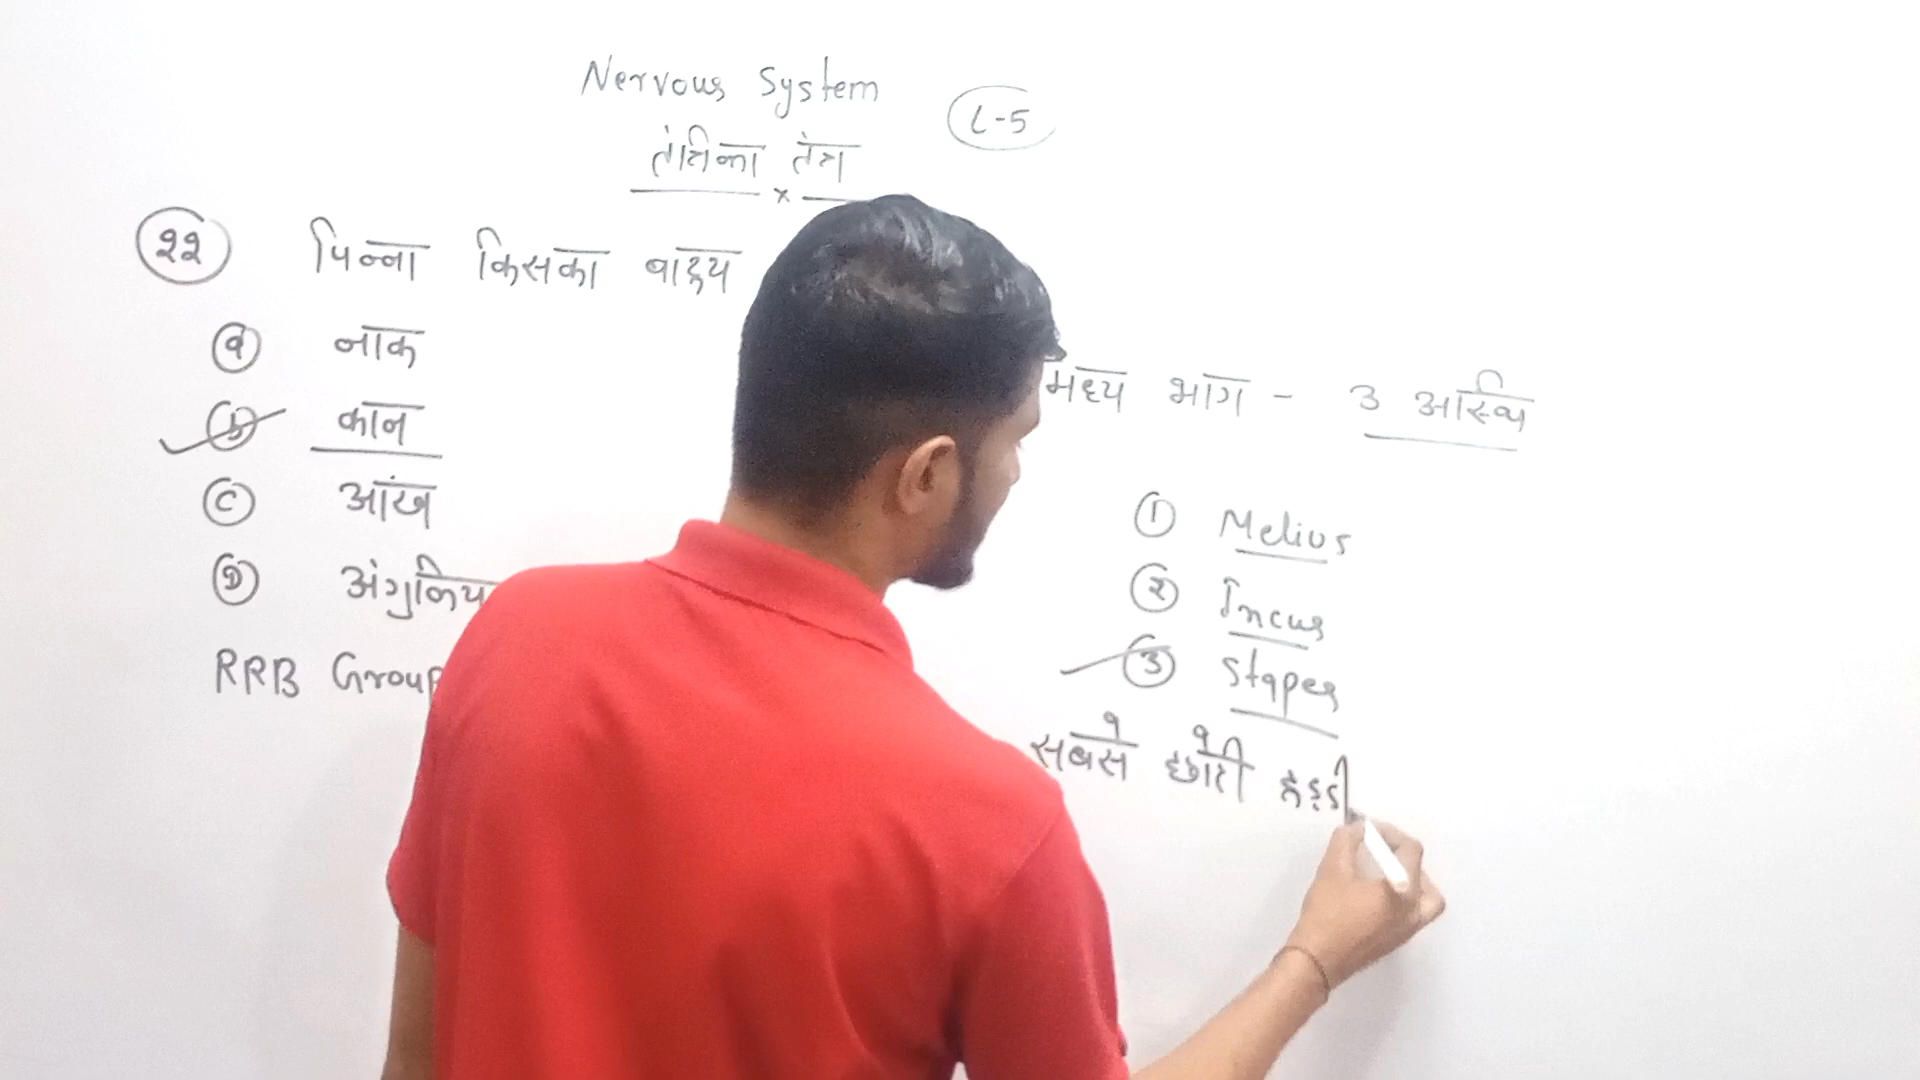 Nervous System
L-5
तंत्रिका तंत्र
२२ पिन्ना किसका बाह्य
a नाक
b कान
C आंख
D
RRB Group
मध्य भाग - 3 अस्थि
1 Melius
2 Incus
3 Stapes
सबसे छोटी हड्डी